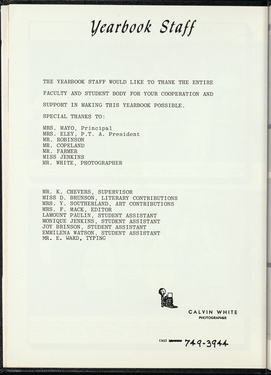 Yearbook Staff
THE YEARBOOK STAFF WOULD LIKE TO THANK THE ENTIRE
FACULTY AND STUDENT BODY FOR YOUR COOPERATION AND
SUPPORT IN MAKING THIS YEARBOOK POSSIBLE.
SPECIAL THANKS TO:
MRS. MAYO, Principal
MRS. ELEY, P.T. A. President
MR. ROBINSON
MR. COPELAND
MR. FARMER
MISS JENKINS
MR. WHITE, PHOTOGRAPHER
MR. K. CHEVERS, SUPERVISOR
MISS D. BRUNSON, LITERARY CONTRIBUTIONS
MRS. Y. SOUTHERLAND, ART CONTRIBUTIONS
MRS. F. MACK, EDITOR
LAMOUNT PAULIN, STUDENT ASSISTANT
MONIQUE JENKINS, STUDENT ASSISTANT
JOY BRINSON, STUDENT ASSISTANT
EMMILENA WATSON, STUDENT ASSISTANT
MR. E. WARD, TYPING
CALVIN WHITE
PHOTOGRAPHER
749-3944